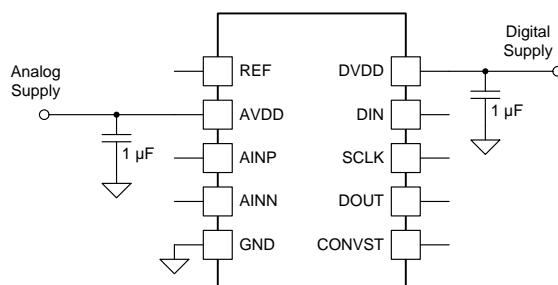 Analog
Supply
Digital
Supply
REF
DVDD
AVDD
DIN
1 µF
1 µF
AINP
SCLK
AINN
DOUT
GND
CONVST